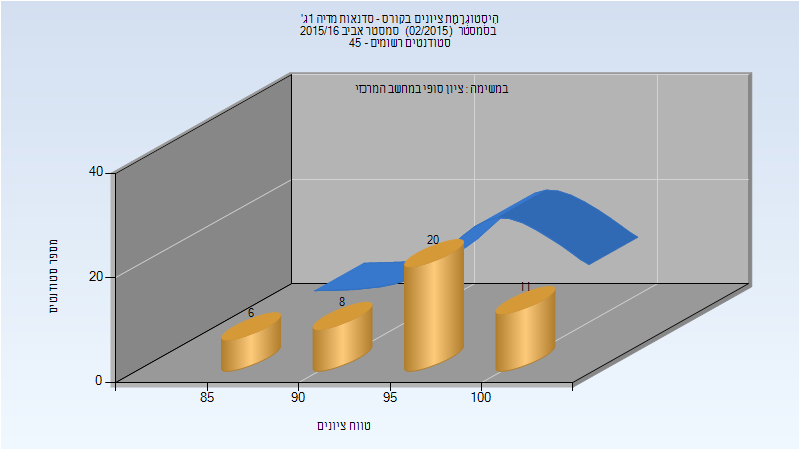 היסטוגרמת ציונים בקורס - סדנאות מדיה 1ג'
בסמסטר (02/2015) סמסטר אביב 2015/16
סטודנטים רשומים - 45
במשימה : ציון סופי במחשב המרכזי
מספר סטודנטים
40
20
0
6
8
20
11
85
90
95
100
טווח ציונים